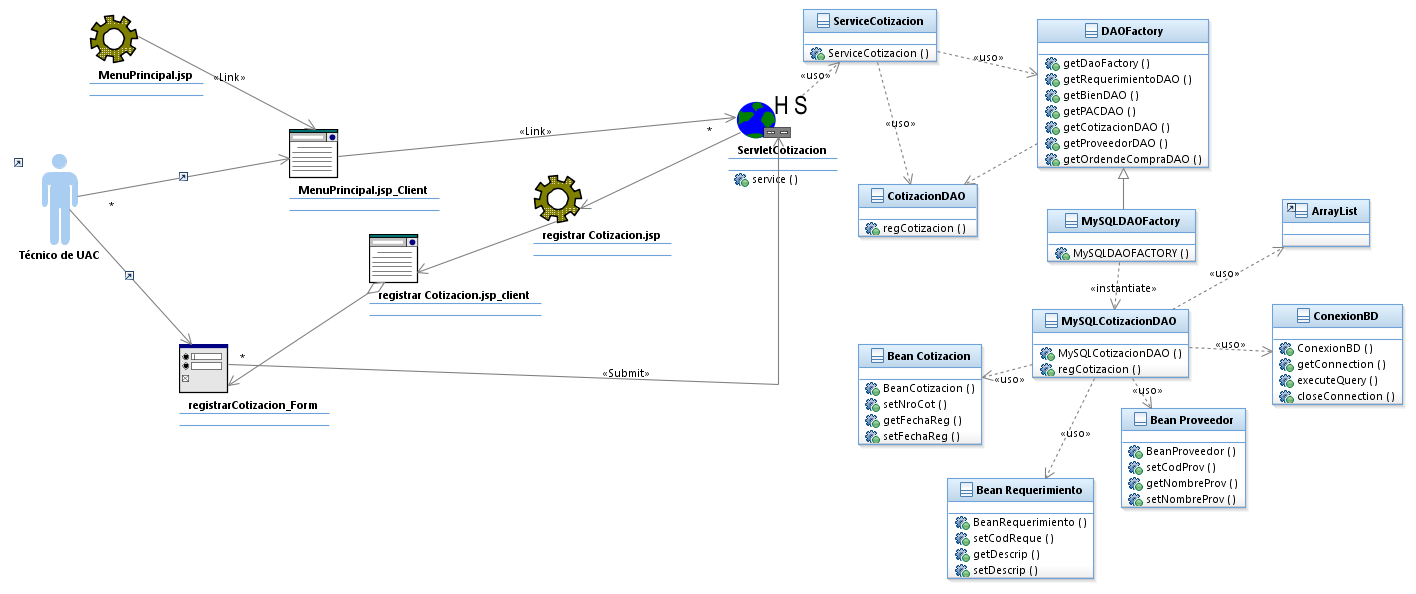 MenuPrincipal.jsp
«Link»
MenuPrincipal.jsp_Client
*
Técnico de UAC
«Link»
*
H S
ServletCotizacion
service ( )
registrar Cotizacion.jsp
registrar Cotizacion.jsp_client
*
registrarCotizacion_Form
«Submit»
«uso»
ServiceCotizacion
ServiceCotizacion ( )
«uso»
«uso»
DAOFactory
getDaoFactory ( )
getRequerimientoDAO ( )
getBienDAO ( )
getPACDAO ( )
getCotizacionDAO ( )
getProveedorDAO ( )
getOrdendeCompraDAO ( )
CotizacionDAO
regCotizacion ( )
MySQLDAOFactory
MySQLDAOFACTORY ( )
ArrayList
«uso»
«instantiate»
MySQLCotizacionDAO
MySQLCotizacionDAO ( )
regCotizacion ( )
«uso»
ConexionBD
ConexionBD ( )
getConnection ( )
executeQuery ( )
closeConnection ( )
Bean Cotizacion
BeanCotizacion ( )
setNroCot ( )
getFechaReg ( )
setFechaReg ( )
«uso»
«uso»
«uso»
Bean Proveedor
BeanProveedor ( )
setCodProv ( )
getNombreProv ( )
setNombreProv ( )
Bean Requerimiento
BeanRequerimiento ( )
setCodReque ( )
getDescrip ( )
setDescrip ( )